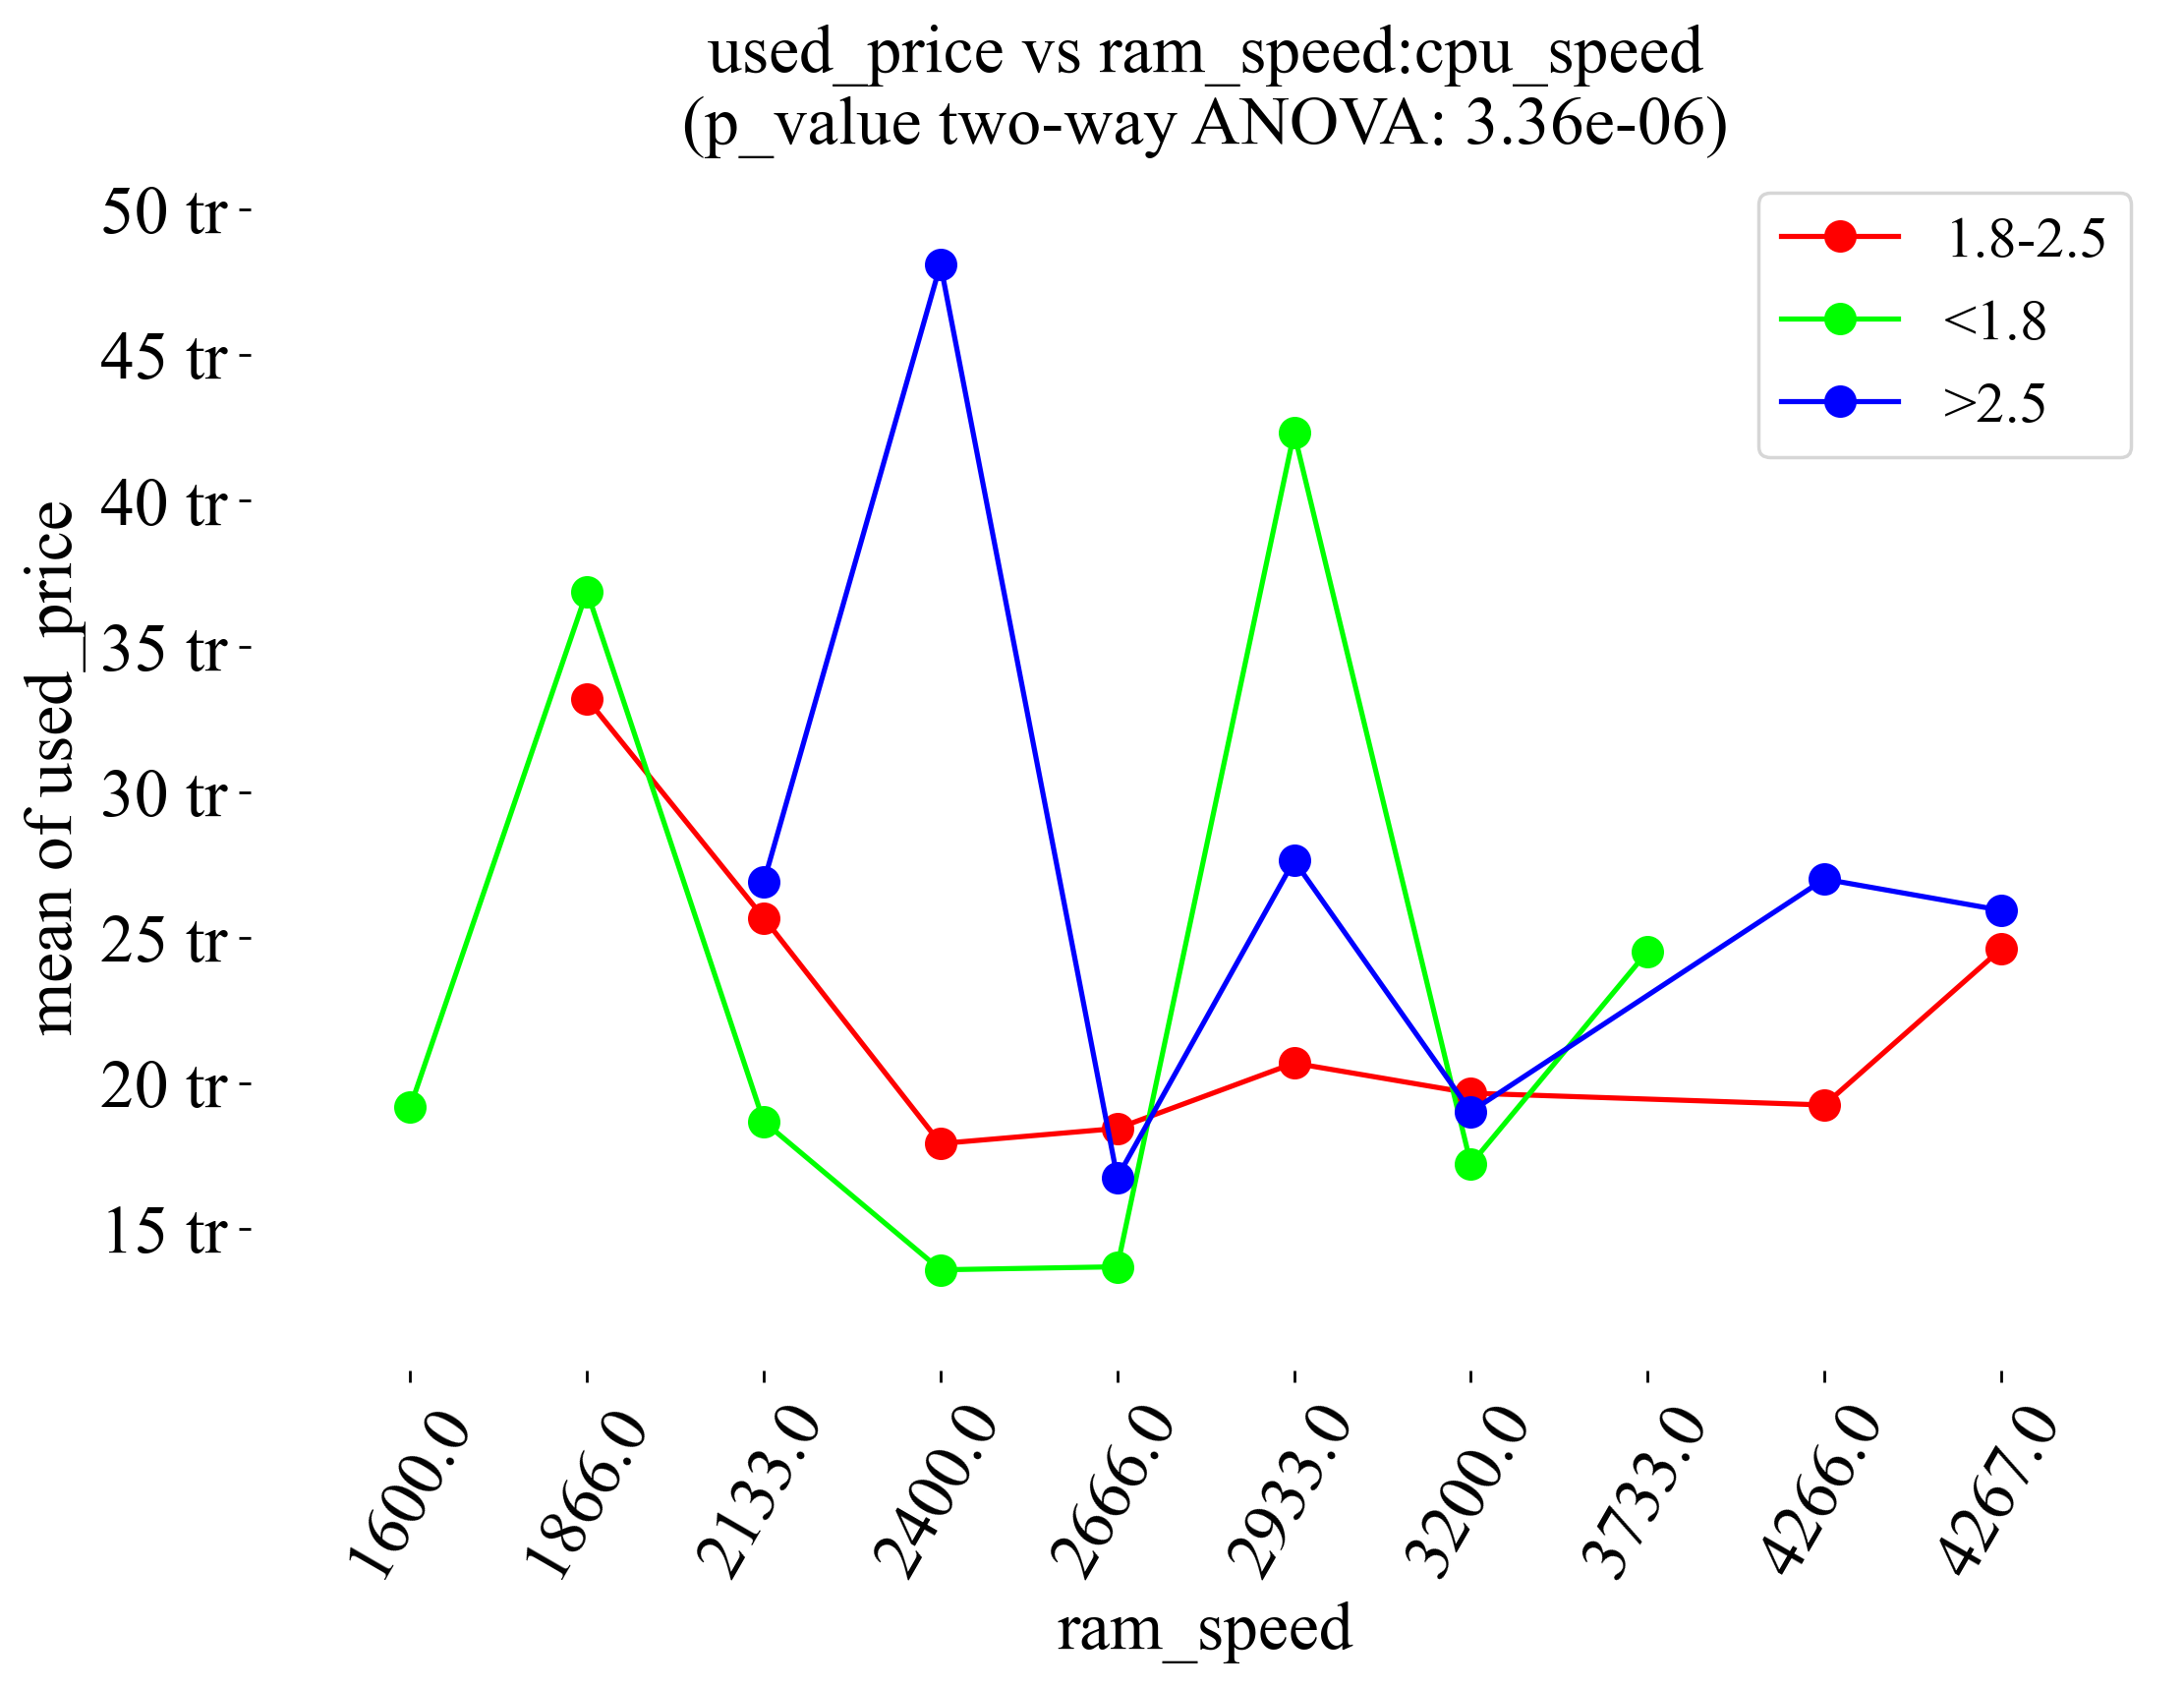 used_price vs ram_speed:cpu_speed
(p_value two-way ANOVA: 3.36e-06)
50 tr
45 tr
40 tr
35 tr
30 tr
25 tr
20 tr
15 tr
mean of used_price
1.8-2.5
<1.8
>2.5
1600.0
1866.0
2133.0
2400.0
2666.0
2933.0
3200.0
3733.0
4266.0
4267.0
ram_speed